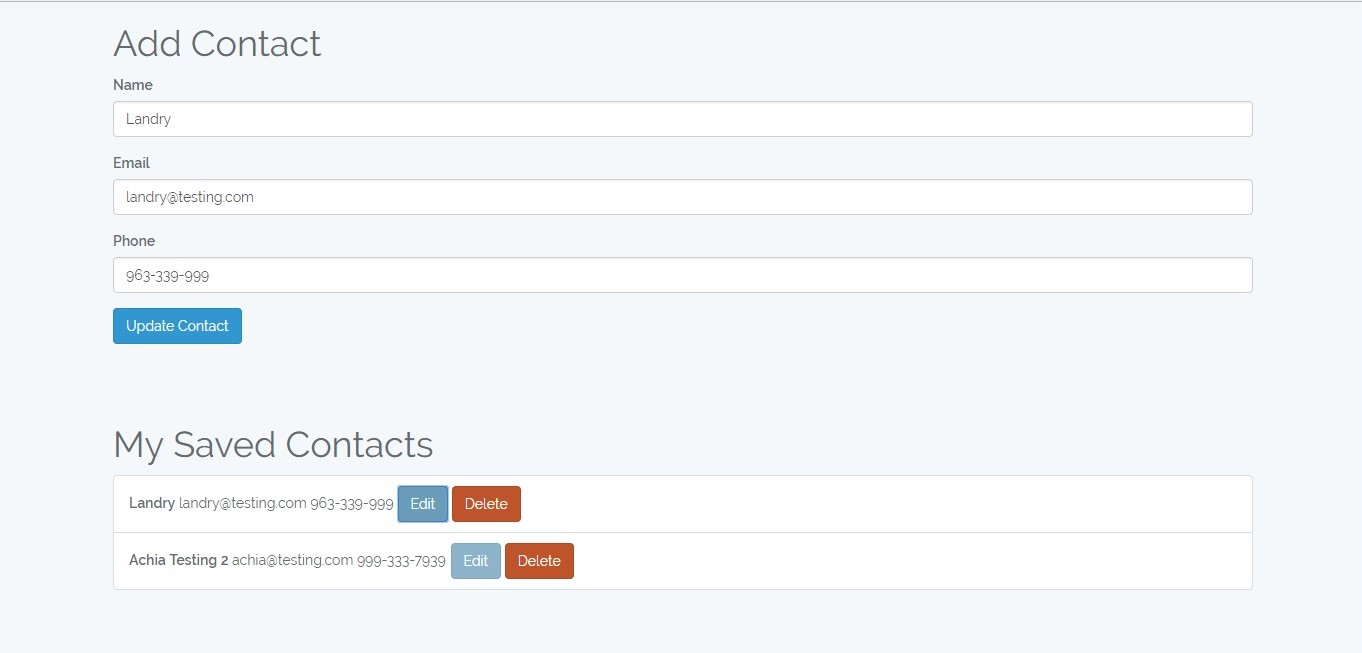 Add Contact
Name
Landry
Email
landry@testing.com
Phone
963-339-999
Update Contact
My Saved Contacts
Landry landry@testing.com 963-339-999 Edit Delete
Achia Testing 2 achia@testing.com 999-333-7939 Edit Delete